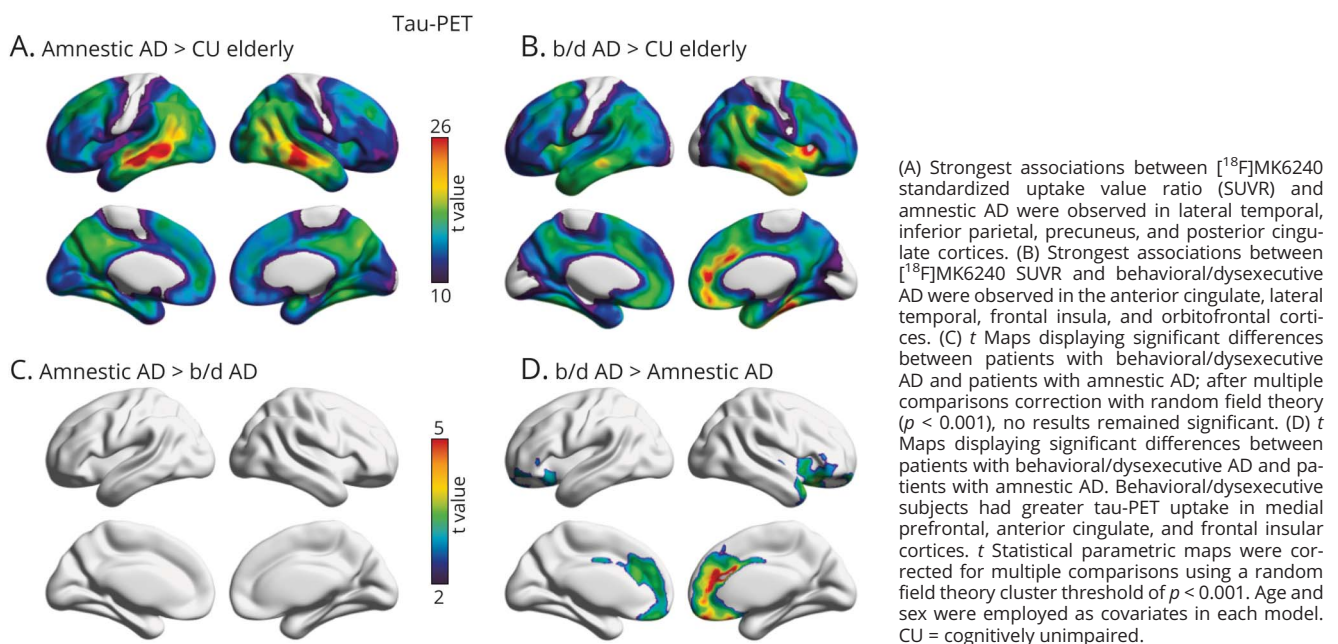 Tau-PET
A. Amnestic AD > CU elderly
B. b/d AD > CU elderly
26
t value
10
C. Amnestic AD > b/d AD
D. b/d AD > Amnestic AD
5
t value
2
(A) Strongest associations between [¹⁸F]MK6240
standardized uptake value ratio (SUVR) and
amnestic AD were observed in lateral temporal,
inferior parietal, precuneus, and posterior cingu-
late cortices. (B) Strongest associations between
[¹⁸F]MK6240 SUVR and behavioral/dysexecutive
AD were observed in the anterior cingulate, lateral
temporal, frontal insula, and orbitofrontal corti-
ces. (C) t Maps displaying significant differences
between patients with behavioral/dysexecutive
AD and patients with amnestic AD; after multiple
comparisons correction with random field theory
(p < 0.001), no results remained significant. (D) t
Maps displaying significant differences between
patients with behavioral/dysexecutive AD and pa-
tients with amnestic AD. Behavioral/dysexecutive
subjects had greater tau-PET uptake in medial
prefrontal, anterior cingulate, and frontal insular
cortices. t Statistical parametric maps were cor-
rected for multiple comparisons using a random
field theory cluster threshold of p < 0.001. Age and
sex were employed as covariates in each model.
CU = cognitively unimpaired.